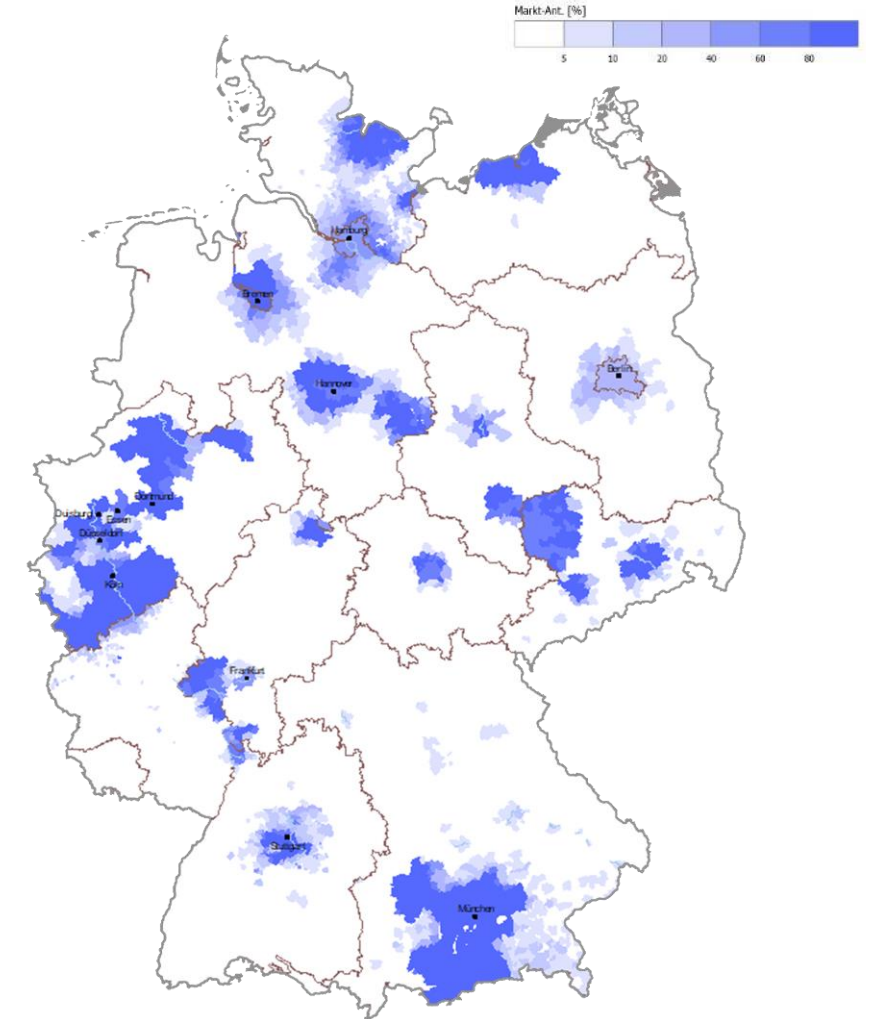 Markt-Ant. [%]
5 10 20 40 60 80
Hamburg
Bremen
Berlin
Hannover
Dortmund
Duisburg
Essen
Düsseldorf
Köln
Frankfurt
Stuttgart
München